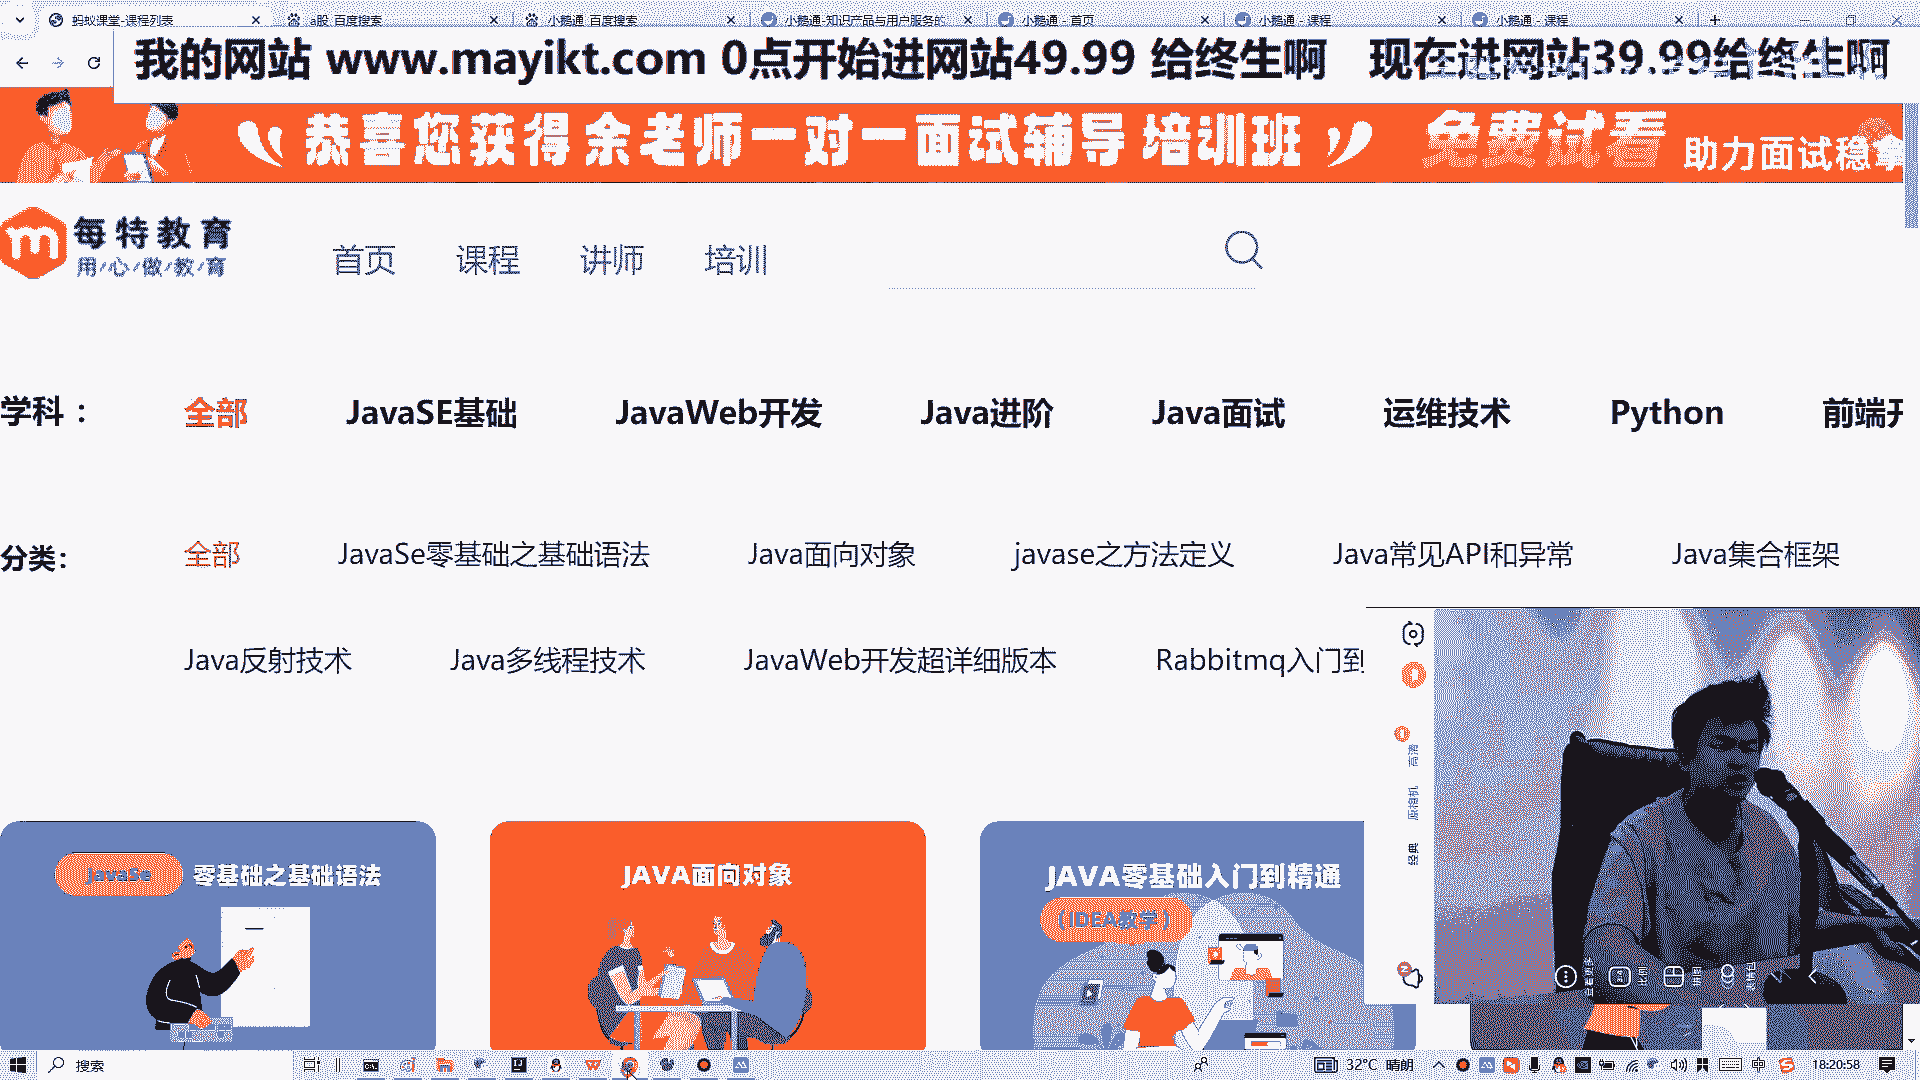 蚂蚁课堂-课程列表
a股_百度搜索
小鹅通_百度搜索
小鹅通-知识产品与用户服务的
小鹅通 - 首页
小鹅通 - 课程
小鹅通 - 课程
我的网站 www.mayikt.com 0点开始进网站49.99 给终生啊 现在进网站39.99给终生啊
恭喜您获得余老师一对一面试辅导 培训班 免费试看 助力面试稳拿
每特教育
用心做教育
首页 课程 讲师 培训
学科： 全部 JavaSE基础 JavaWeb开发 Java进阶 Java面试 运维技术 Python 前端开
分类: 全部 JavaSe零基础之基础语法 Java面向对象 javase之方法定义 Java常见API和异常 Java集合框架
Java反射技术 Java多线程技术 JavaWeb开发超详细版本 Rabbitmq入门到
高清
原相机
经典
JavaSe 零基础之基础语法
JAVA面向对象
JAVA零基础入门到精通
（IDEA教学）
搜索
32°C 晴朗
中
18:20:58